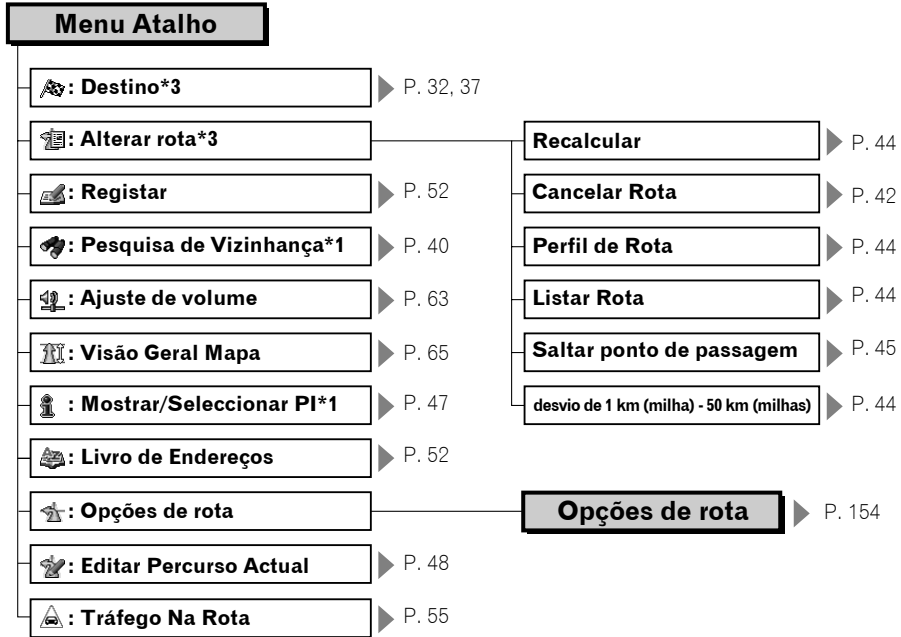 Menu Atalho
: Destino*3 P. 32, 37
: Alterar rota*3
Recalcular P. 44
: Registar P. 52
Cancelar Rota P. 42
: Pesquisa de Vizinhança*1 P. 40
Perfil de Rota P. 44
: Ajuste de volume P. 63
Listar Rota P. 44
: Visão Geral Mapa P. 65
Saltar ponto de passagem P. 45
: Mostrar/Seleccionar PI*1 P. 47
desvio de 1 km (milha) - 50 km (milhas) P. 44
: Livro de Endereços P. 52
: Opções de rota
Opções de rota P. 154
: Editar Percurso Actual P. 48
: Tráfego Na Rota P. 55